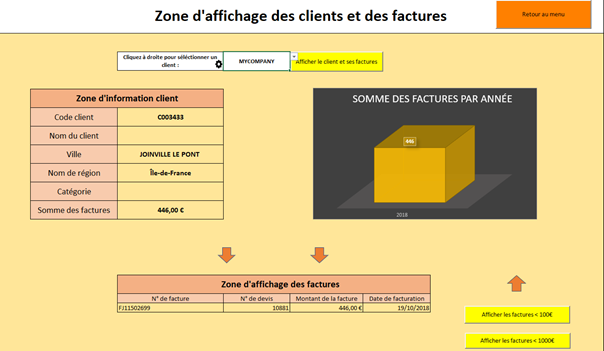 Zone d'affichage des clients et des factures
Retour au menu
Cliquez à droite pour séléctionner un
client :
MYCOMPANY
Afficher le client et ses factures
Zone d'information client
Code client C003433
Nom du client
Ville JOINVILLE LE PONT
Nom de région Île-de-France
Catégorie
Somme des factures 446,00 €
SOMME DES FACTURES PAR ANNÉE
446
2018
Zone d'affichage des factures
N° de facture N° de devis Montant de la facture Date de facturation
FJ11502699 10881 446,00 € 19/10/2018
Afficher les factures < 100€
Afficher les factures < 1000€